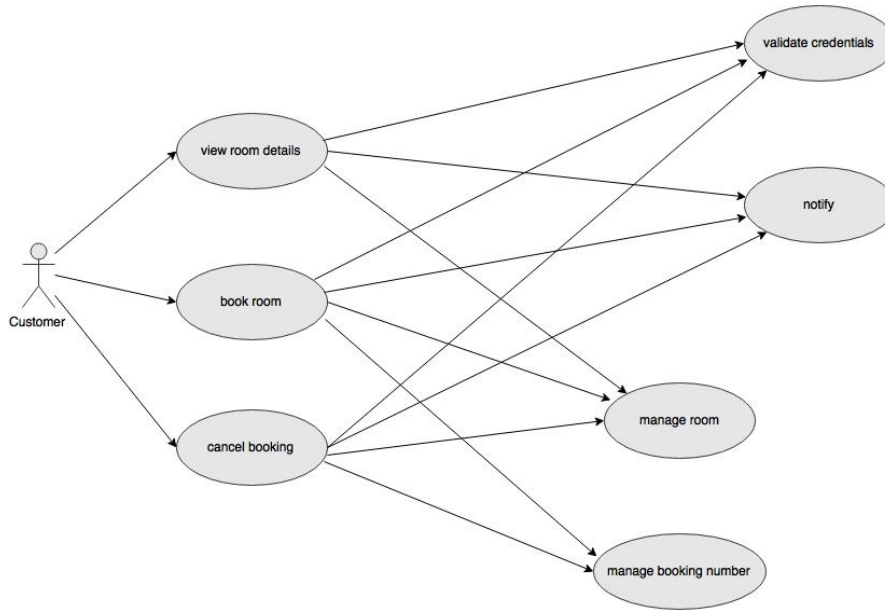 validate credentials
view room details
notify
book room
Customer
manage room
cancel booking
manage booking number